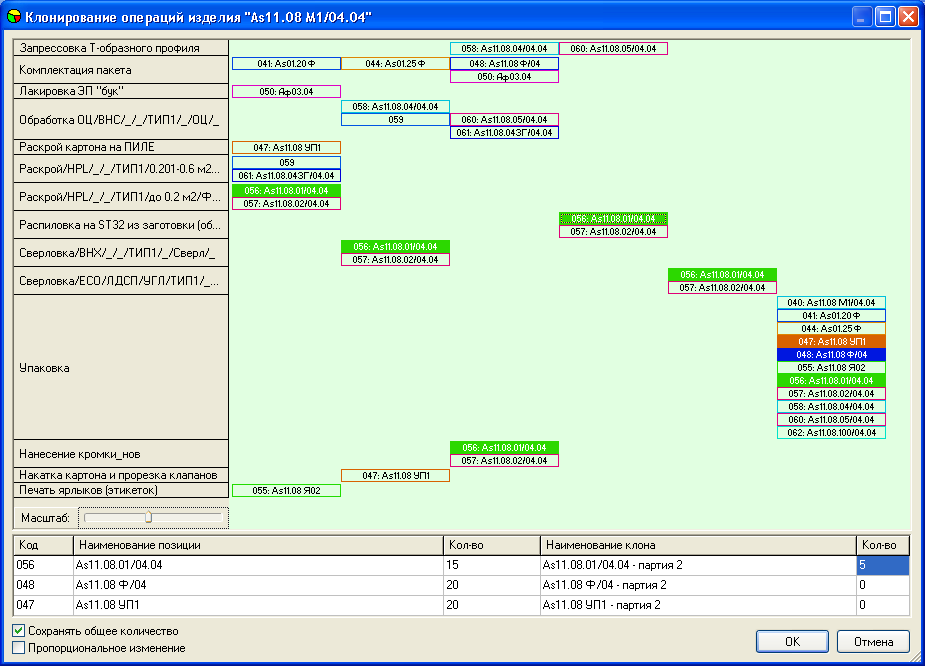 Клонирование операций изделия "As11.08 М1/04.04"
Запрессовка Т-образного профиля
058: As11.08.04/04.04
060: As11.08.05/04.04
Комплектация пакета
041: As01.20 Ф
044: As01.25 Ф
048: As11.08 Ф/04
050: Аф03.04
Лакировка ЗП "бук"
050: Аф03.04
Обработка ОЦ/ВНС/_/_/ТИП1/_/ОЦ/_
058: As11.08.04/04.04
059
060: As11.08.05/04.04
061: As11.08.04ЗГ/04.04
Раскрой картона на ПИЛЕ
047: As11.08 УП1
Раскрой/HPL/_/_/ТИП1/0.201-0.6 м2...
059
061: As11.08.04ЗГ/04.04
Раскрой/HPL/_/_/ТИП1/до 0.2 м2/Ф...
056: As11.08.01/04.04
057: As11.08.02/04.04
Распиловка на ST32 из заготовки (об...
056: As11.08.01/04.04
057: As11.08.02/04.04
Сверловка/ВНХ/_/_/ТИП1/_/Сверл/_
056: As11.08.01/04.04
057: As11.08.02/04.04
Сверловка/ECO/ЛДСП/УГЛ/ТИП1/_...
056: As11.08.01/04.04
057: As11.08.02/04.04
Упаковка
040: As11.08 М1/04.04
041: As01.20 Ф
044: As01.25 Ф
047: As11.08 УП1
048: As11.08 Ф/04
055: As11.08 Я02
056: As11.08.01/04.04
057: As11.08.02/04.04
058: As11.08.04/04.04
060: As11.08.05/04.04
062: As11.08.100/04.04
Нанесение кромки_нов
056: As11.08.01/04.04
057: As11.08.02/04.04
Накатка картона и прорезка клапанов
047: As11.08 УП1
Печать ярлыков (этикеток)
055: As11.08 Я02
Масштаб:
Код Наименование позиции Кол-во Наименование клона Кол-во
056 As11.08.01/04.04 15 As11.08.01/04.04 - партия 2 5
048 As11.08 Ф/04 20 As11.08 Ф/04 - партия 2 0
047 As11.08 УП1 20 As11.08 УП1 - партия 2 0
Сохранять общее количество
Пропорциональное изменение
OK
Отмена